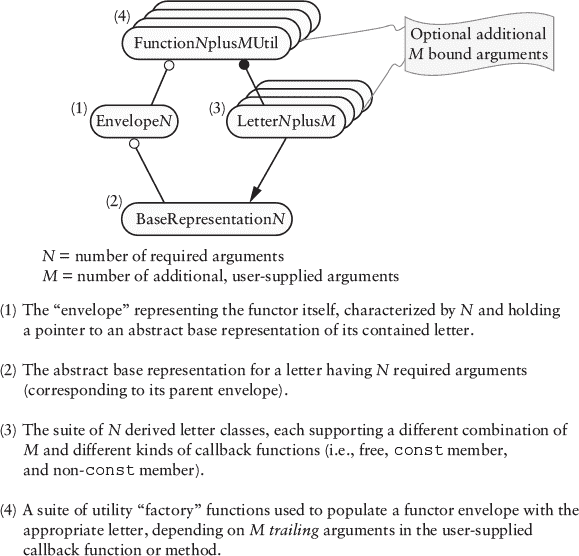 (4)
FunctionNplusMUtil
Optional additional
M bound arguments
(1)
EnvelopeN
(3)
LetterNplusM
(2)
BaseRepresentationN
N = number of required arguments
M = number of additional, user-supplied arguments
(1) The “envelope” representing the functor itself, characterized by N and holding
a pointer to an abstract base representation of its contained letter.
(2) The abstract base representation for a letter having N required arguments
(corresponding to its parent envelope).
(3) The suite of N derived letter classes, each supporting a different combination of
M and different kinds of callback functions (i.e., free, const member,
and non-const member).
(4) A suite of utility “factory” functions used to populate a functor envelope with the
appropriate letter, depending on M trailing arguments in the user-supplied
callback function or method.